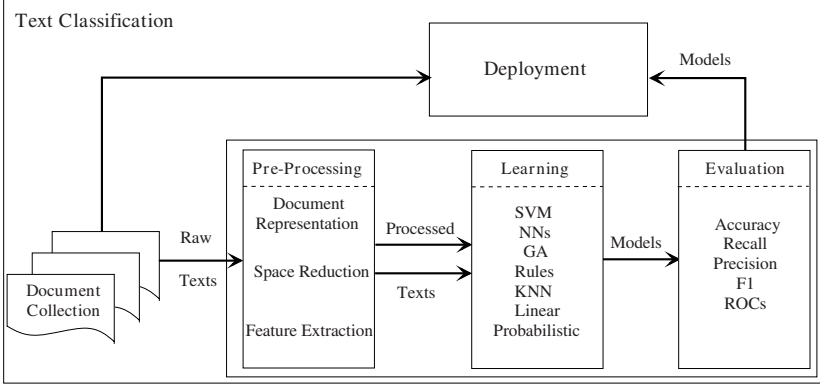 Text Classification
Deployment
Models
Pre-Processing
Document
Representation
Space Reduction
Feature Extraction
Learning
SVM
NNs
GA
Rules
KNN
Linear
Probabilistic
Evaluation
Accuracy
Recall
Precision
F1
ROCs
Raw
Texts
Processed
Texts
Models
Document
Collection